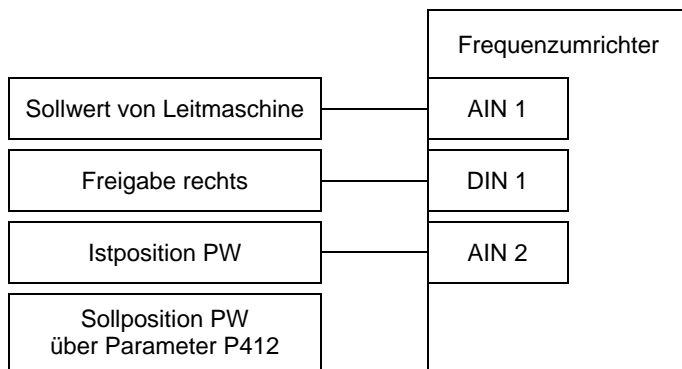 Frequenzumrichter
Sollwert von Leitmaschine
AIN 1
Freigabe rechts
DIN 1
Istposition PW
AIN 2
Sollposition PW
über Parameter P412